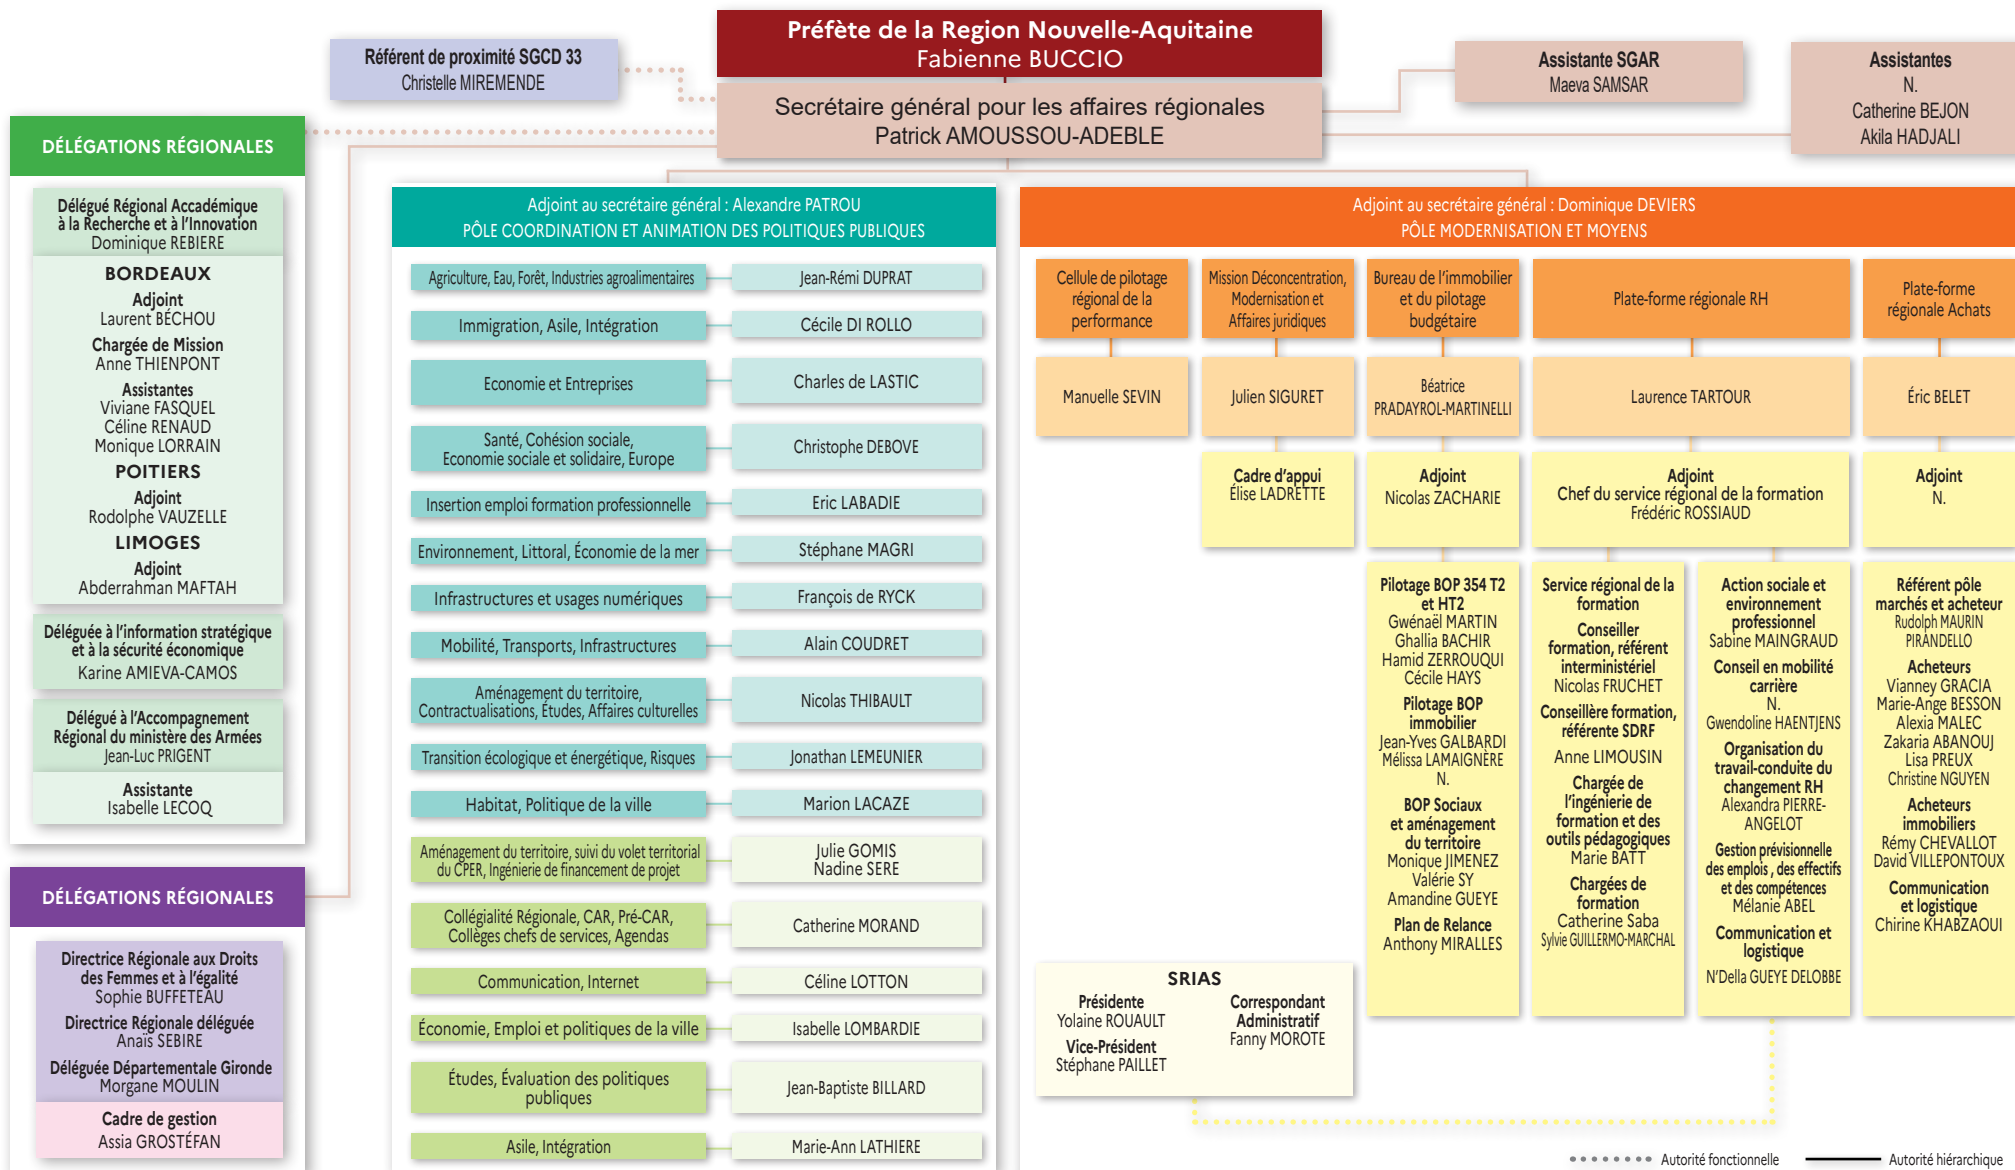 Préfète de la Region Nouvelle-Aquitaine
Fabienne BUCCIO
Référent de proximité SGCD 33
Christelle MIREMENDE
Secrétaire général pour les affaires régionales
Patrick AMOUSSOU-ADEBLE
Assistante SGAR
Maeva SAMSAR
Assistantes
N.
Catherine BEJON
Akila HADJALI
DÉLÉGATIONS RÉGIONALES
Délégué Régional Accadémique
à la Recherche et à l'Innovation
Dominique REBIERE
BORDEAUX
Adjoint
Laurent BÉCHOU
Chargée de Mission
Anne THIENPONT
Assistantes
Viviane FASQUEL
Céline RENAUD
Monique LORRAIN
POITIERS
Adjoint
Rodolphe VAUZELLE
LIMOGES
Adjoint
Abderrahman MAFTAH
Déléguée à l'information stratégique
et à la sécurité économique
Karine AMIEVA-CAMOS
Délégué à l'Accompagnement
Régional du ministère des Armées
Jean-Luc PRIGENT
Assistante
Isabelle LECOQ
DÉLÉGATIONS RÉGIONALES
Directrice Régionale aux Droits
des Femmes et à l'égalité
Sophie BUFFETEAU
Directrice Régionale déléguée
Anaïs SEBIRE
Déléguée Départementale Gironde
Morgane MOULIN
Cadre de gestion
Assia GROSTÉFAN
Adjoint au secrétaire général : Alexandre PATROU
PÔLE COORDINATION ET ANIMATION DES POLITIQUES PUBLIQUES
Agriculture, Eau, Forêt, Industries agroalimentaires
Jean-Rémi DUPRAT
Immigration, Asile, Intégration
Cécile DI ROLLO
Economie et Entreprises
Charles de LASTIC
Santé, Cohésion sociale,
Economie sociale et solidaire, Europe
Christophe DEBOVE
Insertion emploi formation professionnelle
Eric LABADIE
Environnement, Littoral, Économie de la mer
Stéphane MAGRI
Infrastructures et usages numériques
François de RYCK
Mobilité, Transports, Infrastructures
Alain COUDRET
Aménagement du territoire,
Contractualisations, Études, Affaires culturelles
Nicolas THIBAULT
Transition écologique et énergétique, Risques
Jonathan LEMEUNIER
Habitat, Politique de la ville
Marion LACAZE
Aménagement du territoire, suivi du volet territorial
du CPER, Ingénierie de financement de projet
Julie GOMIS
Nadine SERE
Collégialité Régionale, CAR, Pré-CAR,
Collèges chefs de services, Agendas
Catherine MORAND
Communication, Internet
Céline LOTTON
Économie, Emploi et politiques de la ville
Isabelle LOMBARDIE
Études, Évaluation des politiques
publiques
Jean-Baptiste BILLARD
Asile, Intégration
Marie-Ann LATHIERE
Adjoint au secrétaire général : Dominique DEVIERS
PÔLE MODERNISATION ET MOYENS
Cellule de pilotage
régional de la
performance
Manuelle SEVIN
Mission Déconcentration,
Modernisation et
Affaires juridiques
Julien SIGURET
Cadre d'appui
Élise LADRETTE
Bureau de l'immobilier
et du pilotage
budgétaire
Béatrice
PRADAYROL-MARTINELLI
Adjoint
Nicolas ZACHARIE
Pilotage BOP 354 T2
et HT2
Gwénaël MARTIN
Ghallia BACHIR
Hamid ZERROUQUI
Cécile HAYS
Pilotage BOP
immobilier
Jean-Yves GALBARDI
Mélissa LAMAIGNÈRE
N.
BOP Sociaux
et aménagement
du territoire
Monique JIMENEZ
Valérie SY
Amandine GUEYE
Plan de Relance
Anthony MIRALLES
Plate-forme régionale RH
Laurence TARTOUR
Adjoint
Chef du service régional de la formation
Frédéric ROSSIAUD
Service régional de la
formation
Conseiller
formation, référent
interministériel
Nicolas FRUCHET
Conseillère formation,
référente SDRF
Anne LIMOUSIN
Chargée de
l'ingénierie de
formation et des
outils pédagogiques
Marie BATT
Chargées de
formation
Catherine Saba
Sylvie GUILLERMO-MARCHAL
Action sociale et
environnement
professionnel
Sabine MAINGRAUD
Conseil en mobilité
carrière
N.
Gwendoline HAENTJENS
Organisation du
travail-conduite du
changement RH
Alexandra PIERRE-
ANGELOT
Gestion prévisionnelle
des emplois , des effectifs
et des compétences
Mélanie ABEL
Communication et
logistique
N'Della GUEYE DELOBBE
Plate-forme
régionale Achats
Éric BELET
Adjoint
N.
Référent pôle
marchés et acheteur
Rudolph MAURIN
PIRANDELLO
Acheteurs
Vianney GRACIA
Marie-Ange BESSON
Alexia MALEC
Zakaria ABANOUJ
Lisa PREUX
Christine NGUYEN
Acheteurs
immobiliers
Rémy CHEVALLOT
David VILLEPONTOUX
Communication
et logistique
Chirine KHABZAOUI
SRIAS
Présidente
Yolaine ROUAULT
Vice-Président
Stéphane PAILLET
Correspondant
Administratif
Fanny MOROTE
Autorité fonctionnelle
Autorité hiérarchique